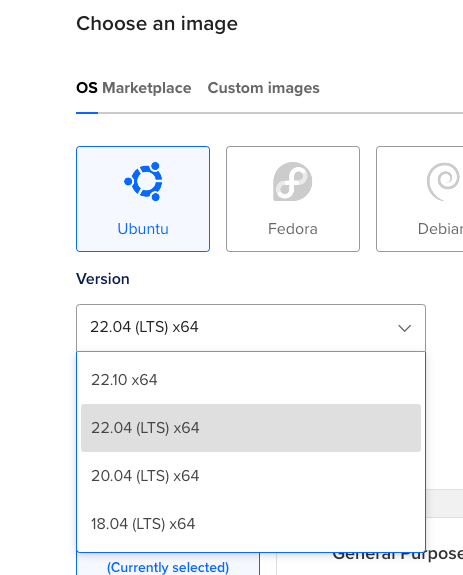 Choose an image
OS Marketplace Custom images
Ubuntu Fedora Debian
Version
22.04 (LTS) x64
22.10 x64
22.04 (LTS) x64
20.04 (LTS) x64
18.04 (LTS) x64
(Currently selected) General Purpose